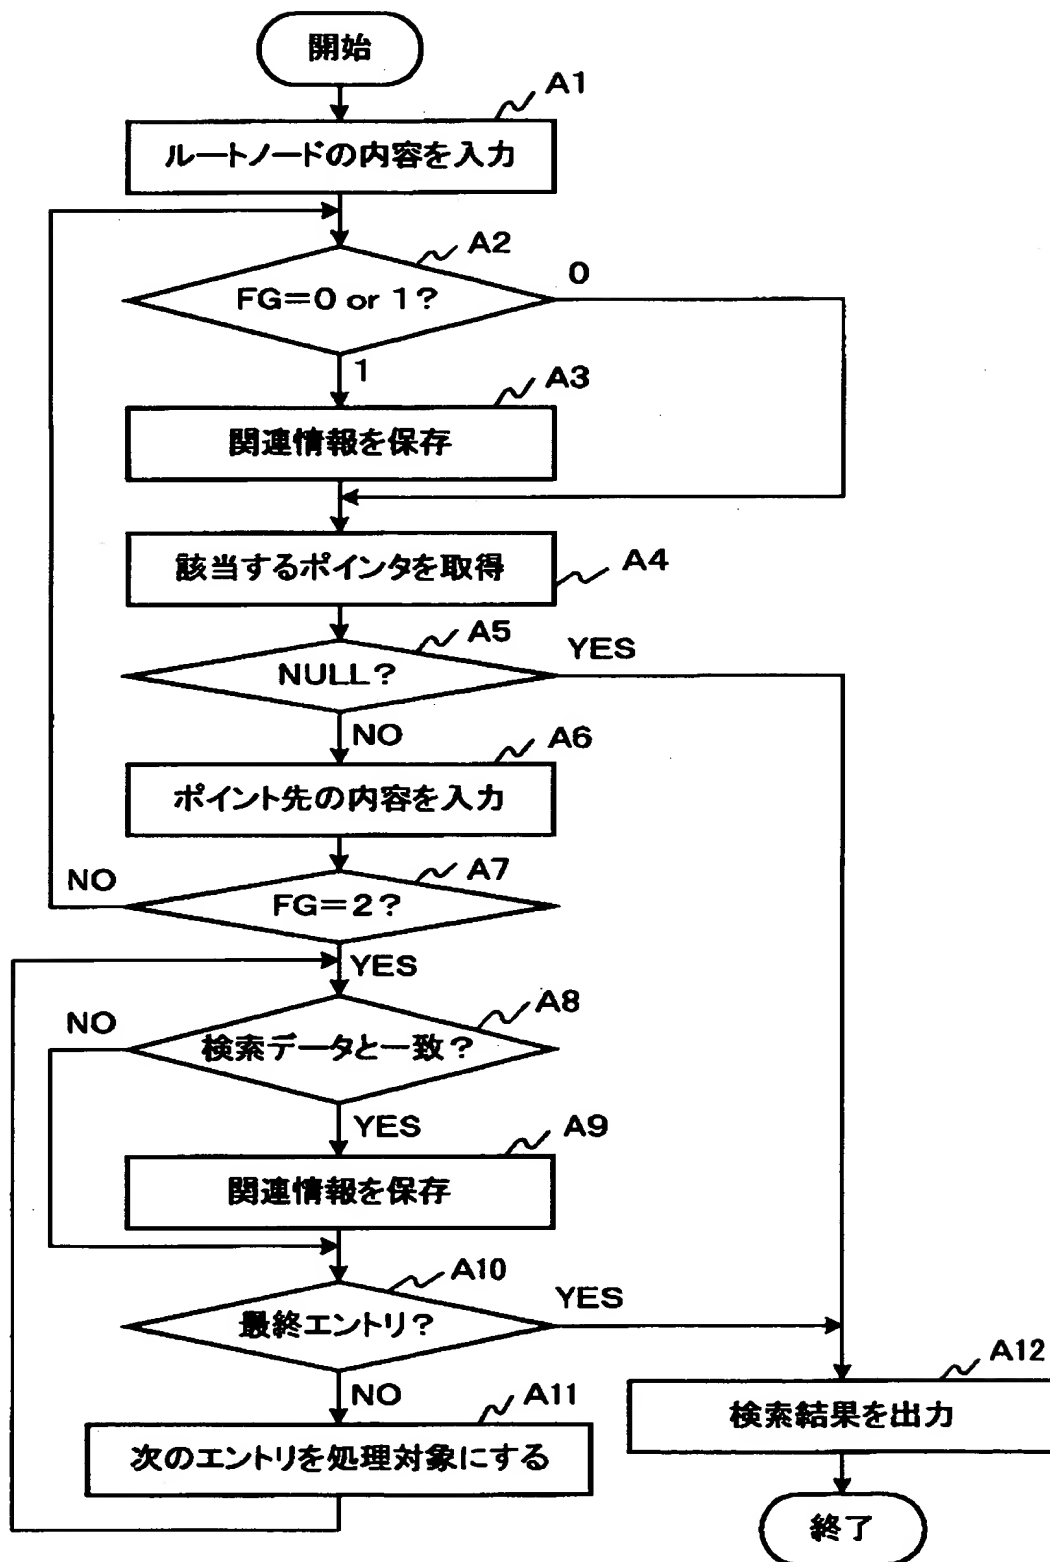 開始
A1
ルートノードの内容を入力
A2
FG=0 or 1?
0
1
A3
関連情報を保存
該当するポインタを取得
A4
A5
NULL?
YES
NO
A6
ポイント先の内容を入力
A7
NO
FG=2?
YES
A8
NO
検索データと一致?
YES
A9
関連情報を保存
A10
最終エントリ?
YES
NO
A11
次のエントリを処理対象にする
A12
検索結果を出力
終了